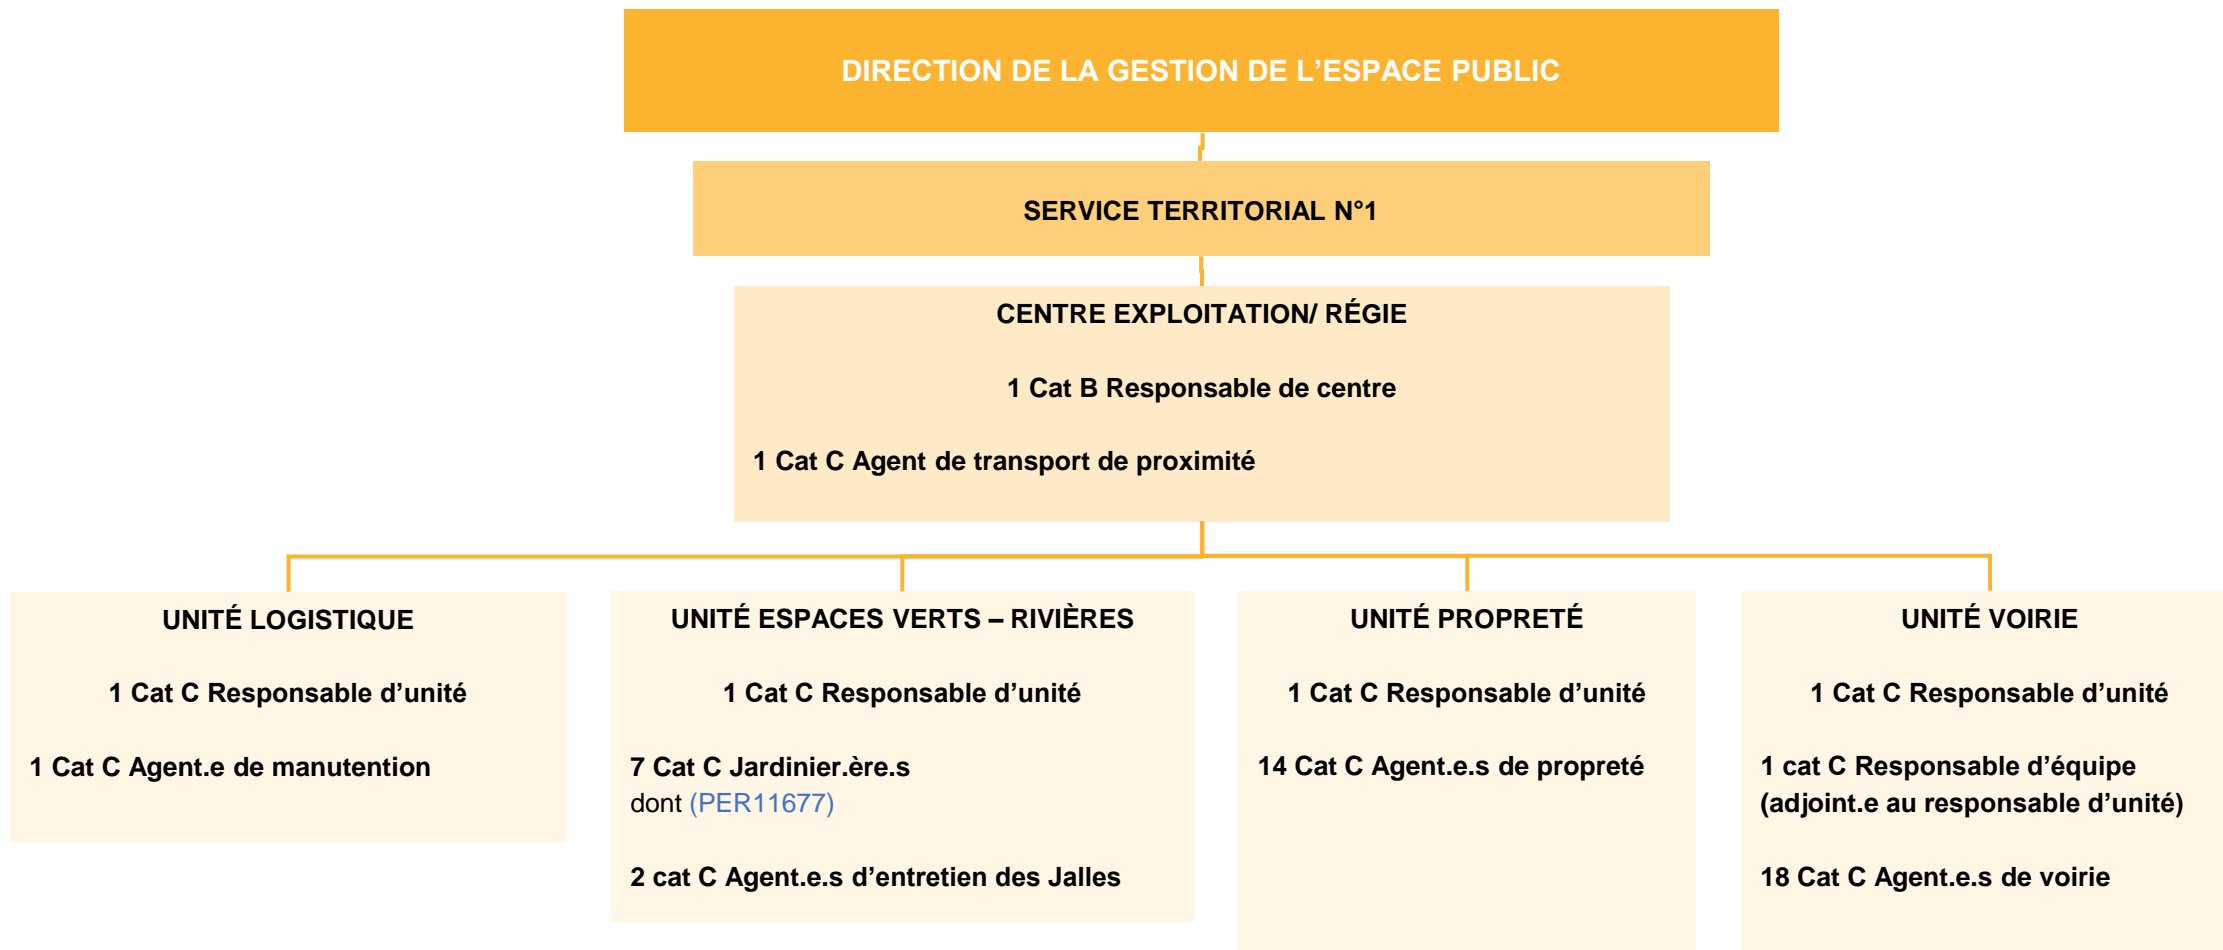 DIRECTION DE LA GESTION DE L’ESPACE PUBLIC
SERVICE TERRITORIAL N°1
CENTRE EXPLOITATION/ RÉGIE
1 Cat B Responsable de centre
1 Cat C Agent de transport de proximité
UNITÉ LOGISTIQUE
1 Cat C Responsable d’unité
1 Cat C Agent.e de manutention
UNITÉ ESPACES VERTS – RIVIÈRES
1 Cat C Responsable d’unité
7 Cat C Jardinier.ère.s
dont (PER11677)
2 cat C Agent.e.s d’entretien des Jalles
UNITÉ PROPRETÉ
1 Cat C Responsable d’unité
14 Cat C Agent.e.s de propreté
UNITÉ VOIRIE
1 Cat C Responsable d’unité
1 cat C Responsable d’équipe
(adjoint.e au responsable d’unité)
18 Cat C Agent.e.s de voirie